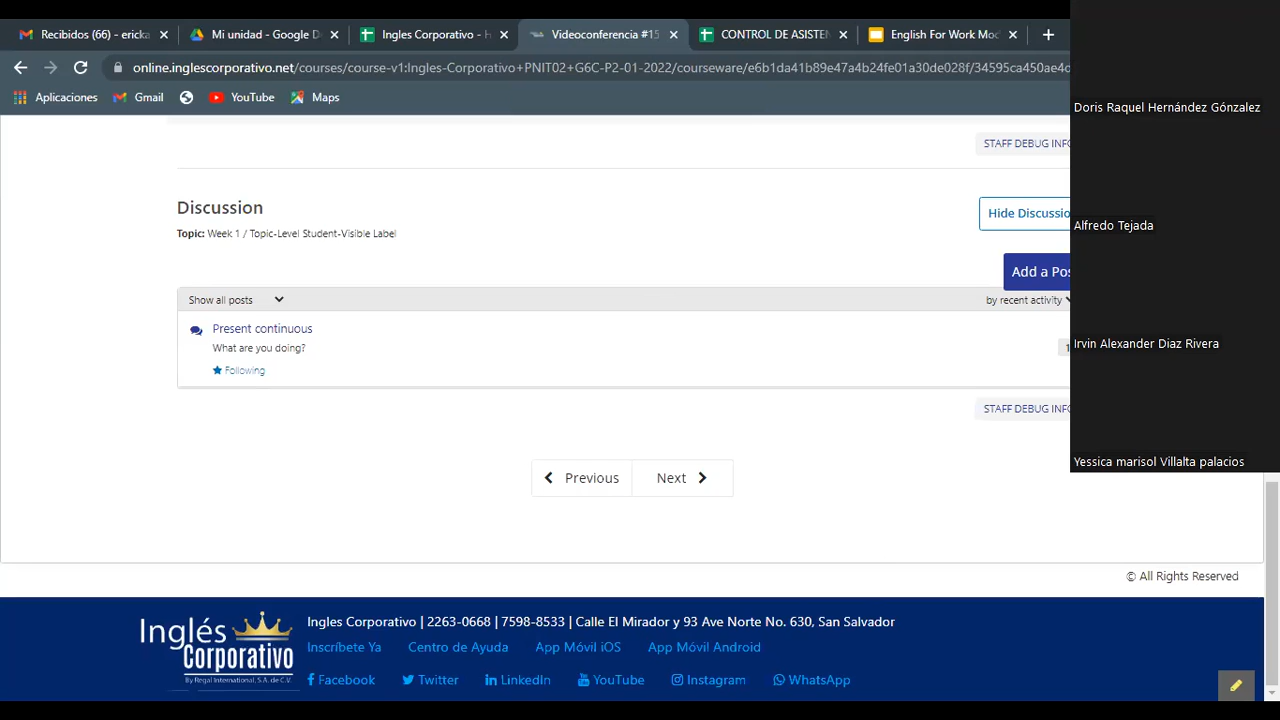 Recibidos (66) - ericka
Mi unidad - Google D
Ingles Corporativo - H
Videoconferencia #15
CONTROL DE ASISTEN
English For Work Mod
online.inglescorporativo.net/courses/course-v1:Ingles-Corporativo+PNIT02+G6C-P2-01-2022/courseware/e6b1da41b89e47a4b24fe01a30de028f/34595ca450ae4d
Aplicaciones
Gmail
YouTube
Maps
Doris Raquel Hernández Gónzalez
STAFF DEBUG INFO
Discussion
Hide Discussio
Topic: Week 1 / Topic-Level Student-Visible Label
Alfredo Tejada
Add a Pos
Show all posts
by recent activity
Present continuous
What are you doing?
1
Irvin Alexander Diaz Rivera
Following
STAFF DEBUG INFO
Yessica marisol Villalta palacios
Previous
Next
© All Rights Reserved
Inglés Corporativo
By Regal International, S.A. de C.V.
Ingles Corporativo | 2263-0668 | 7598-8533 | Calle El Mirador y 93 Ave Norte No. 630, San Salvador
Inscríbete Ya
Centro de Ayuda
App Móvil iOS
App Móvil Android
Facebook
Twitter
LinkedIn
YouTube
Instagram
WhatsApp